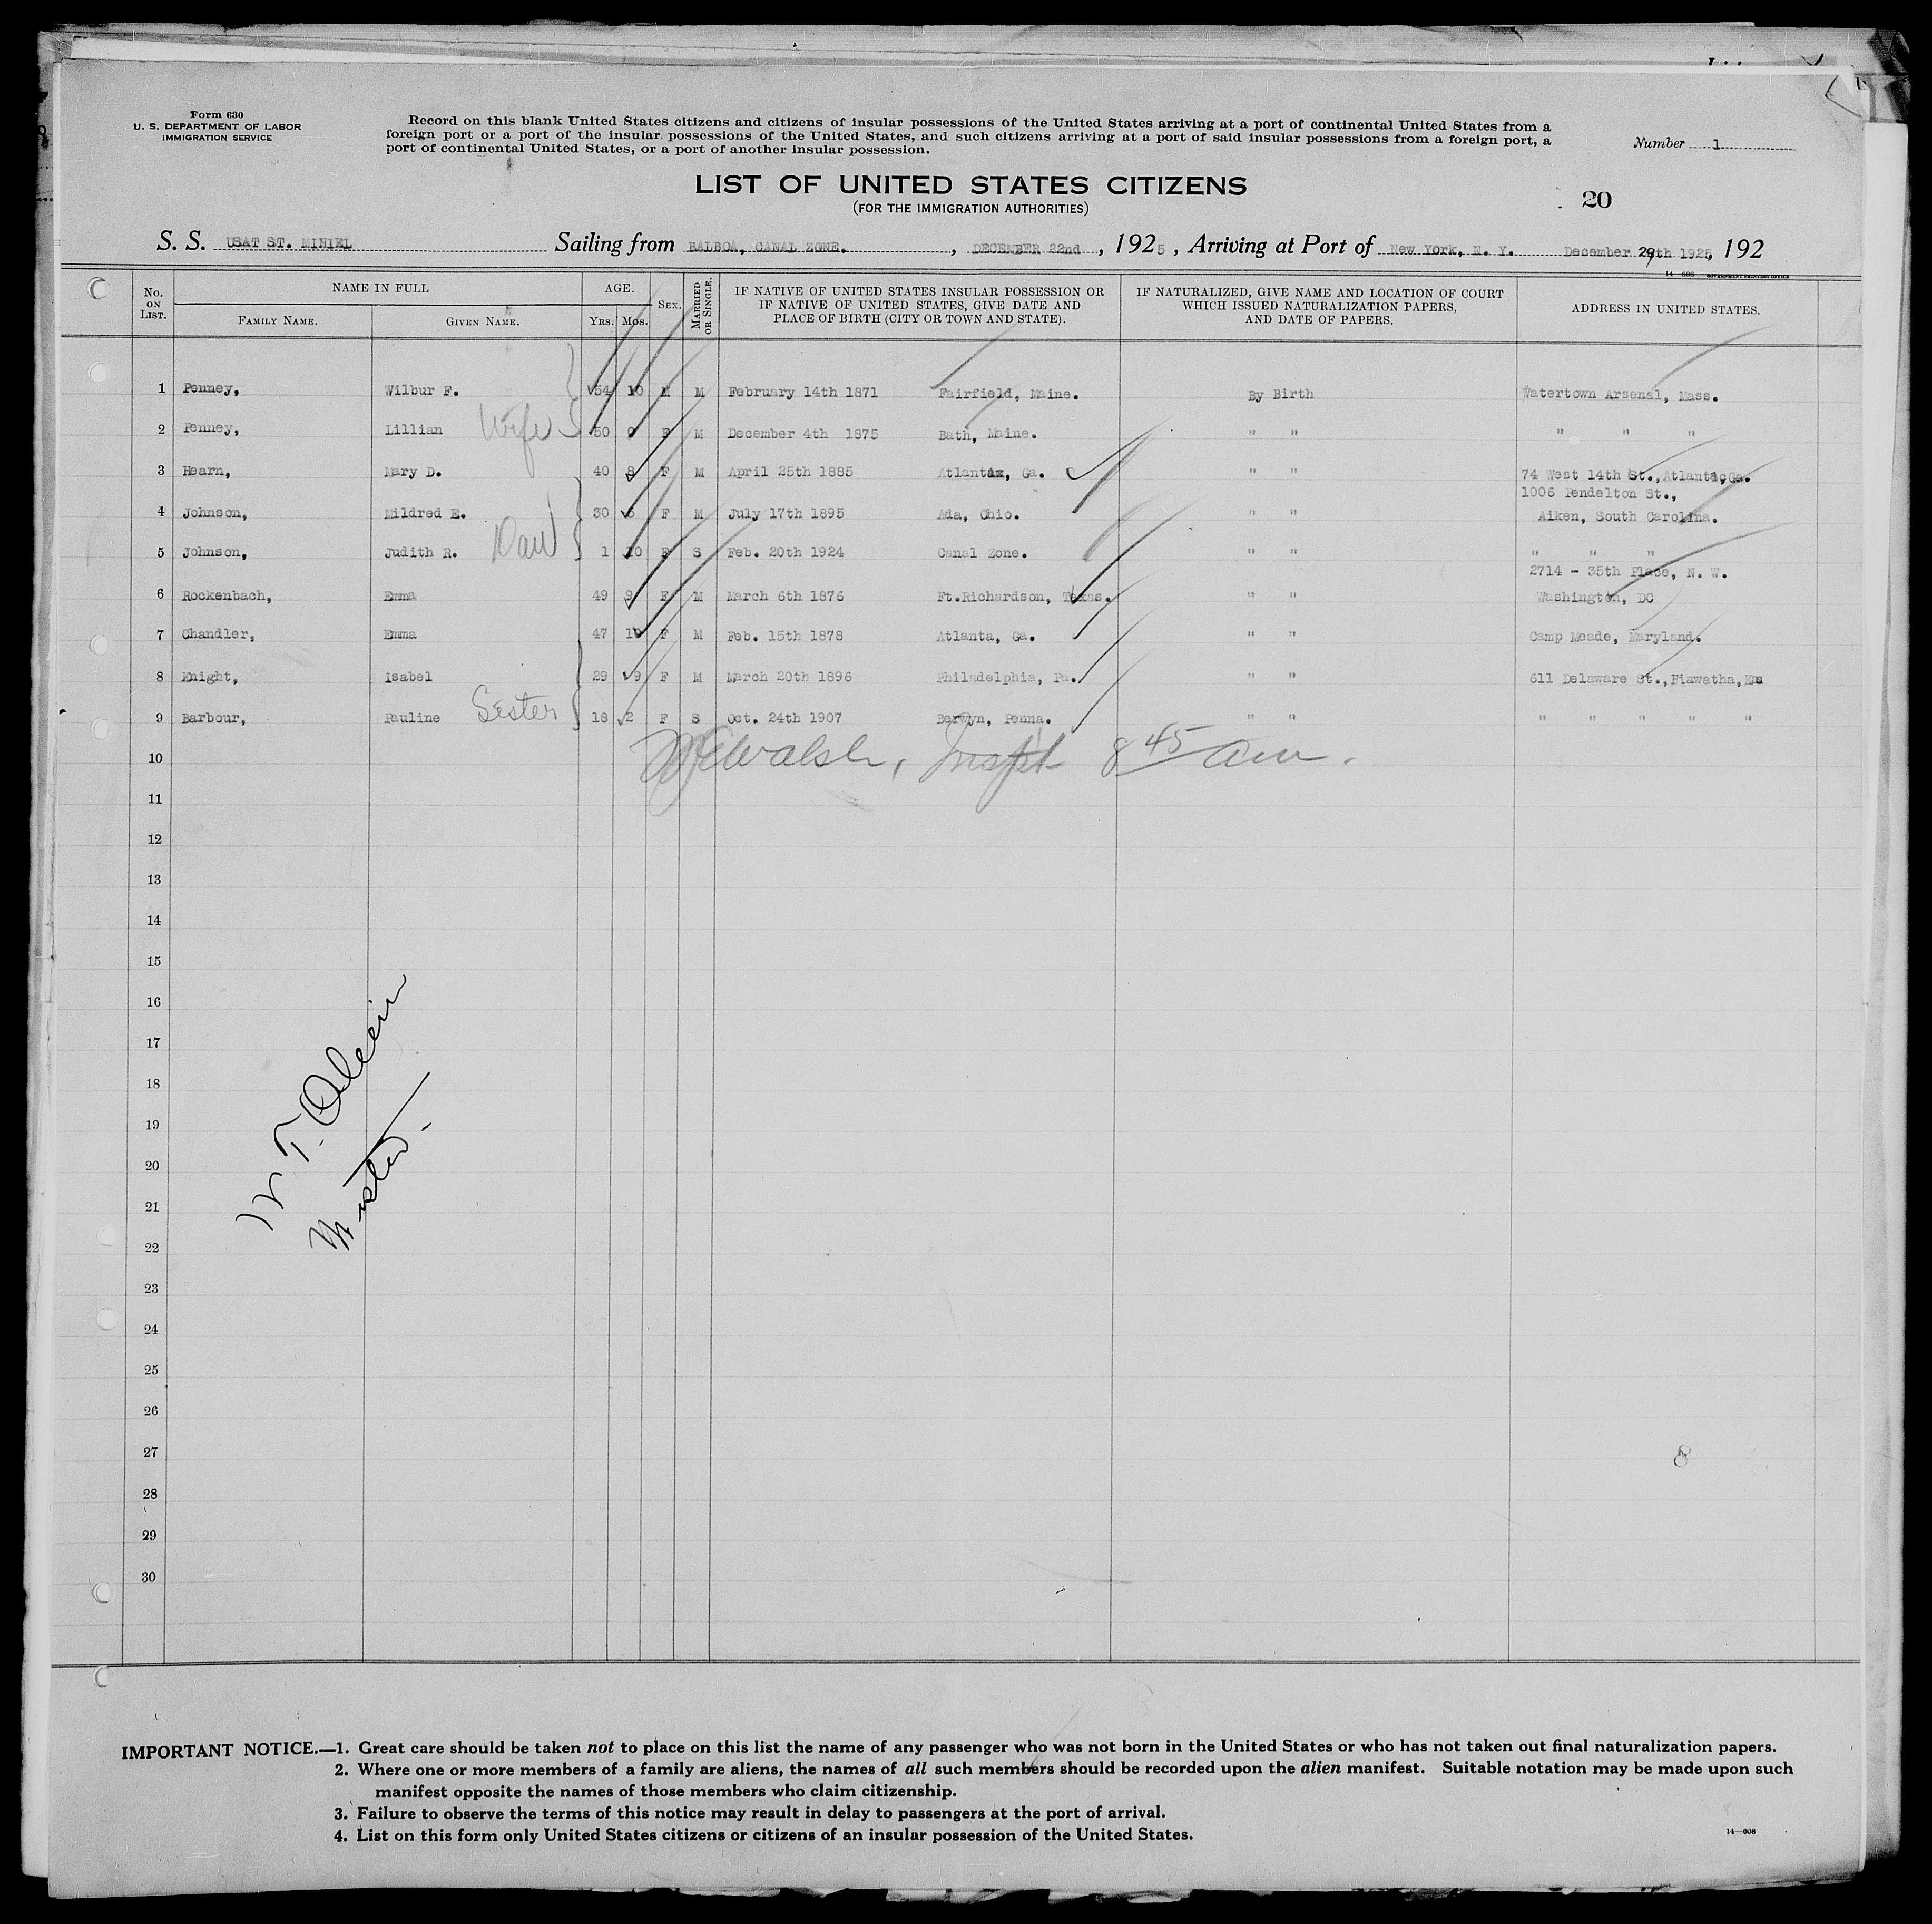 Form 630
U. S. DEPARTMENT OF LABOR
IMMIGRATION SERVICE
Record on this blank United States citizens and citizens of insular possessions of the United States arriving at a port of continental United States from a
foreign port or a port of the insular possessions of the United States, and such citizens arriving at a port of said insular possessions from a foreign port, a
port of continental United States, or a port of another insular possession.
Number 1
LIST OF UNITED STATES CITIZENS
(FOR THE IMMIGRATION AUTHORITIES)
20
S. S. USAT ST. MIHIEL Sailing from BALBOA, CANAL ZONE. , DECEMBER 22nd , 1925 , Arriving at Port of New York, N. Y. December 29th 1925, 192
14—608 GOVERNMENT PRINTING OFFICE
No. ON LIST. NAME IN FULL FAMILY NAME. GIVEN NAME. AGE. YRS. MOS. SEX. MARRIED OR SINGLE. IF NATIVE OF UNITED STATES INSULAR POSSESSION OR IF NATIVE OF UNITED STATES, GIVE DATE AND PLACE OF BIRTH (CITY OR TOWN AND STATE). IF NATURALIZED, GIVE NAME AND LOCATION OF COURT WHICH ISSUED NATURALIZATION PAPERS, AND DATE OF PAPERS. ADDRESS IN UNITED STATES.
1 Penney, Wilbur F. 54 10 M M February 14th 1871 Fairfield, Maine. By Birth Watertown Arsenal, Mass.
2 Penney, Lillian Wife 50 0 F M December 4th 1875 Bath, Maine. " " " " "
3 Hearn, Mary D. 40 8 F M April 25th 1885 Atlanta, Ga. " " 74 West 14th St., Atlanta, Ga.
1006 Pendelton St.,
4 Johnson, Mildred E. 30 5 F M July 17th 1895 Ada, Ohio. " " Aiken, South Carolina.
5 Johnson, Judith R. Dau 1 10 F S Feb. 20th 1924 Canal Zone. " " " " "
2714 - 35th Place, N. W.
6 Rockenbach, Emma 49 9 F M March 6th 1876 Ft.Richardson, Texas. " " Washington, DC
7 Chandler, Emma 47 10 F M Feb. 15th 1878 Atlanta, Ga. " " Camp Meade, Maryland.
8 Knight, Isabel 29 9 F M March 20th 1896 Philadelphia, Pa. " " 611 Delaware St., Hiawatha, Kan
9 Barbour, Pauline Sister 18 2 F S Oct. 24th 1907 Berwyn, Penna. " " " " " " "
10 Walsh, Inspt 8 45 am.
11
12
13
14
15
16
17
18
19
20
21
22
23
24
25
26
27 8
28
29
30
IMPORTANT NOTICE.—1. Great care should be taken not to place on this list the name of any passenger who was not born in the United States or who has not taken out final naturalization papers.
2. Where one or more members of a family are aliens, the names of all such members should be recorded upon the alien manifest. Suitable notation may be made upon such
manifest opposite the names of those members who claim citizenship.
3. Failure to observe the terms of this notice may result in delay to passengers at the port of arrival.
4. List on this form only United States citizens or citizens of an insular possession of the United States.
14—608